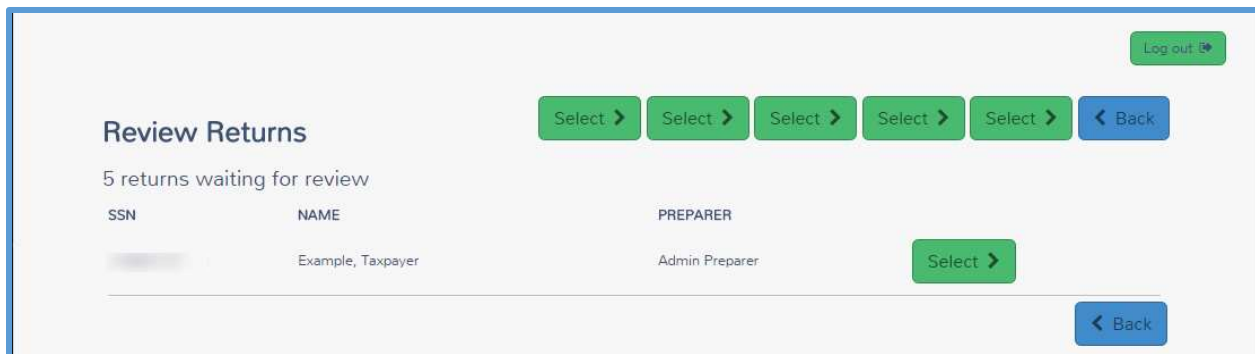 Log out
Select Select Select Select Select Back
Review Returns
5 returns waiting for review
SSN NAME PREPARER
Example, Taxpayer Admin Preparer Select
Back